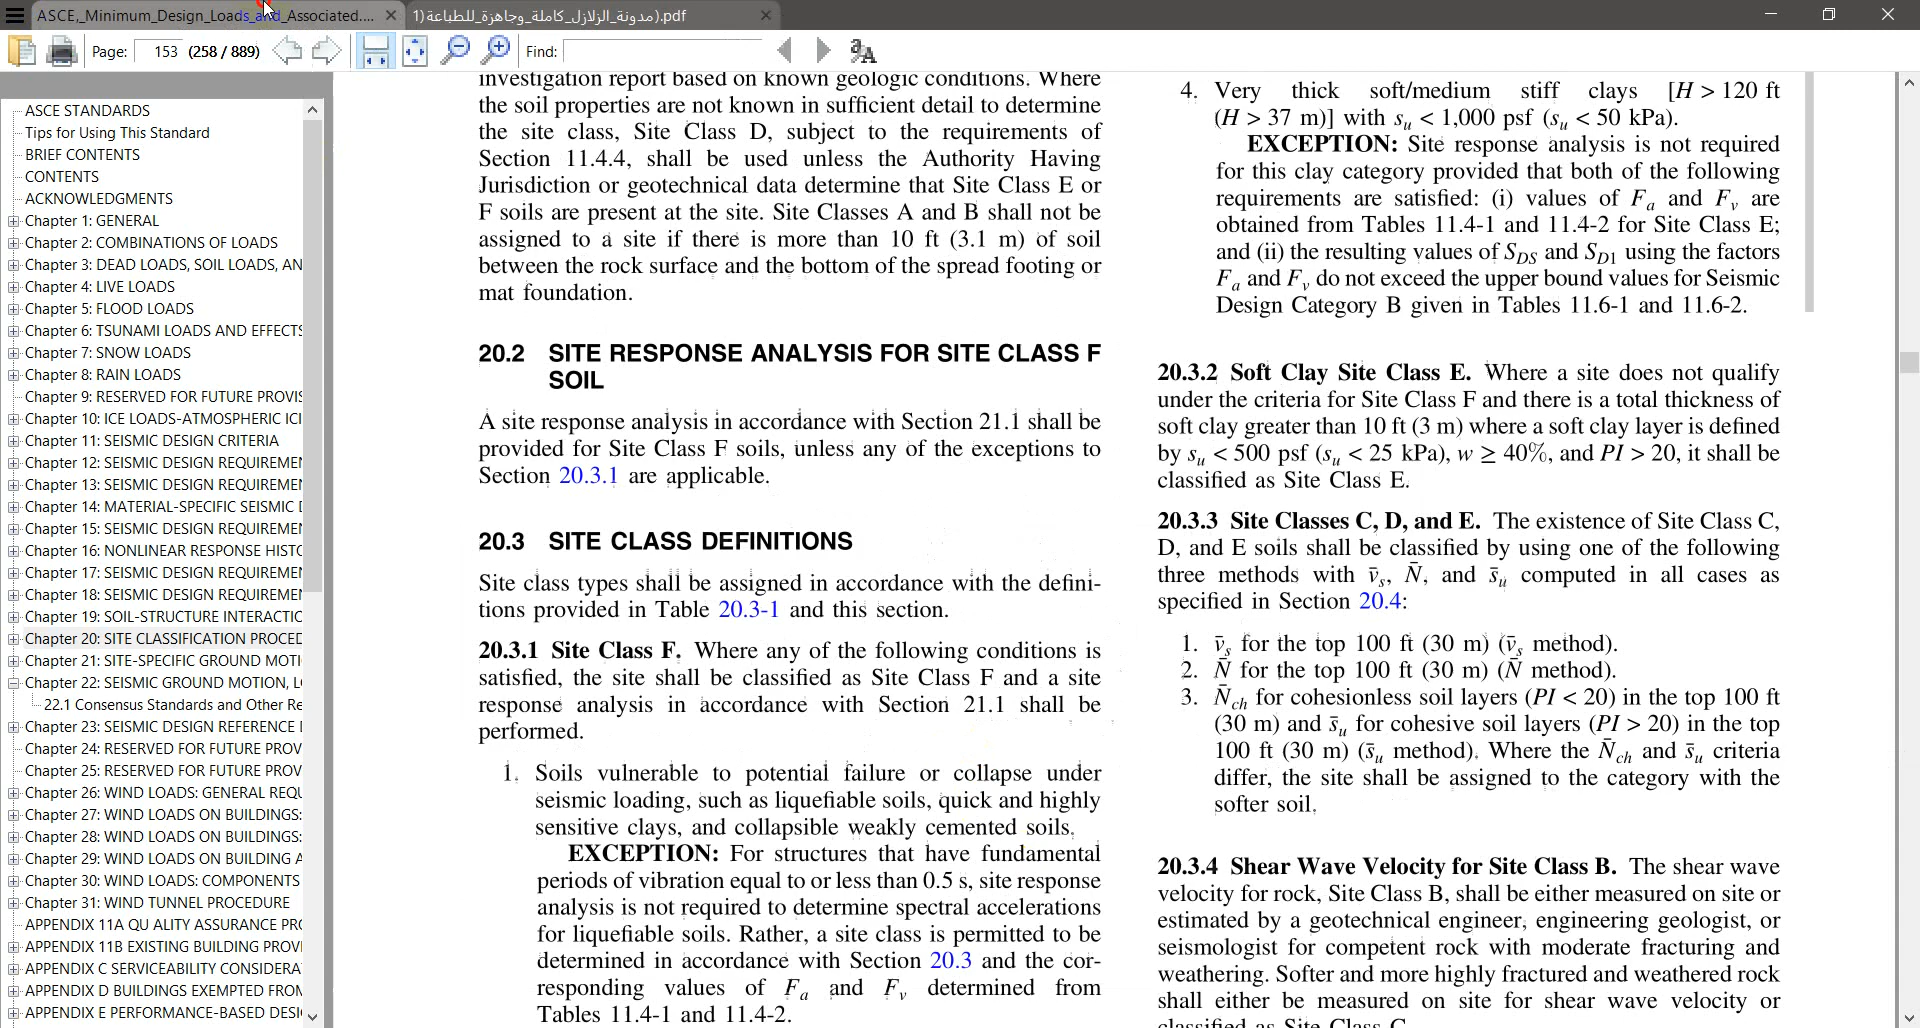 ASCE,_Minimum_Design_Loads_and_Associated....
1)مدونة_الزلازل_كاملة_وجاهزة_للطباعة).pdf
Page: 153 (258 / 889)
Find:
ASCE STANDARDS
Tips for Using This Standard
BRIEF CONTENTS
CONTENTS
ACKNOWLEDGMENTS
Chapter 1: GENERAL
Chapter 2: COMBINATIONS OF LOADS
Chapter 3: DEAD LOADS, SOIL LOADS, AN
Chapter 4: LIVE LOADS
Chapter 5: FLOOD LOADS
Chapter 6: TSUNAMI LOADS AND EFFECTS
Chapter 7: SNOW LOADS
Chapter 8: RAIN LOADS
Chapter 9: RESERVED FOR FUTURE PROVIS
Chapter 10: ICE LOADS-ATMOSPHERIC ICI
Chapter 11: SEISMIC DESIGN CRITERIA
Chapter 12: SEISMIC DESIGN REQUIREMEN
Chapter 13: SEISMIC DESIGN REQUIREMEN
Chapter 14: MATERIAL-SPECIFIC SEISMIC D
Chapter 15: SEISMIC DESIGN REQUIREMEN
Chapter 16: NONLINEAR RESPONSE HISTO
Chapter 17: SEISMIC DESIGN REQUIREMEN
Chapter 18: SEISMIC DESIGN REQUIREMEN
Chapter 19: SOIL-STRUCTURE INTERACTIO
Chapter 20: SITE CLASSIFICATION PROCED
Chapter 21: SITE-SPECIFIC GROUND MOTI
Chapter 22: SEISMIC GROUND MOTION, L
22.1 Consensus Standards and Other Re
Chapter 23: SEISMIC DESIGN REFERENCE D
Chapter 24: RESERVED FOR FUTURE PROV
Chapter 25: RESERVED FOR FUTURE PROV
Chapter 26: WIND LOADS: GENERAL REQU
Chapter 27: WIND LOADS ON BUILDINGS:
Chapter 28: WIND LOADS ON BUILDINGS:
Chapter 29: WIND LOADS ON BUILDING A
Chapter 30: WIND LOADS: COMPONENTS
Chapter 31: WIND TUNNEL PROCEDURE
APPENDIX 11A QU ALITY ASSURANCE PRO
APPENDIX 11B EXISTING BUILDING PROVI
APPENDIX C SERVICEABILITY CONSIDERA
APPENDIX D BUILDINGS EXEMPTED FROM
APPENDIX E PERFORMANCE-BASED DESI
investigation report based on known geologic conditions. Where
the soil properties are not known in sufficient detail to determine
the site class, Site Class D, subject to the requirements of
Section 11.4.4, shall be used unless the Authority Having
Jurisdiction or geotechnical data determine that Site Class E or
F soils are present at the site. Site Classes A and B shall not be
assigned to a site if there is more than 10 ft (3.1 m) of soil
between the rock surface and the bottom of the spread footing or
mat foundation.
20.2 SITE RESPONSE ANALYSIS FOR SITE CLASS F
SOIL
A site response analysis in accordance with Section 21.1 shall be
provided for Site Class F soils, unless any of the exceptions to
Section 20.3.1 are applicable.
20.3 SITE CLASS DEFINITIONS
Site class types shall be assigned in accordance with the defini-
tions provided in Table 20.3-1 and this section.
20.3.1 Site Class F. Where any of the following conditions is
satisfied, the site shall be classified as Site Class F and a site
response analysis in accordance with Section 21.1 shall be
performed.
1. Soils vulnerable to potential failure or collapse under
seismic loading, such as liquefiable soils, quick and highly
sensitive clays, and collapsible weakly cemented soils.
EXCEPTION: For structures that have fundamental
periods of vibration equal to or less than 0.5 s, site response
analysis is not required to determine spectral accelerations
for liquefiable soils. Rather, a site class is permitted to be
determined in accordance with Section 20.3 and the cor-
responding values of Fa and Fv determined from
Tables 11.4-1 and 11.4-2.
4. Very thick soft/medium stiff clays [H > 120 ft
(H > 37 m)] with su < 1,000 psf (su < 50 kPa).
EXCEPTION: Site response analysis is not required
for this clay category provided that both of the following
requirements are satisfied: (i) values of Fa and Fv are
obtained from Tables 11.4-1 and 11.4-2 for Site Class E;
and (ii) the resulting values of SDS and SD1 using the factors
Fa and Fv do not exceed the upper bound values for Seismic
Design Category B given in Tables 11.6-1 and 11.6-2.
20.3.2 Soft Clay Site Class E. Where a site does not qualify
under the criteria for Site Class F and there is a total thickness of
soft clay greater than 10 ft (3 m) where a soft clay layer is defined
by su < 500 psf (su < 25 kPa), w ≥ 40%, and PI > 20, it shall be
classified as Site Class E.
20.3.3 Site Classes C, D, and E. The existence of Site Class C,
D, and E soils shall be classified by using one of the following
three methods with v̄s, N̄, and s̄u computed in all cases as
specified in Section 20.4:
1. v̄s for the top 100 ft (30 m) (v̄s method).
2. N̄ for the top 100 ft (30 m) (N̄ method).
3. N̄ch for cohesionless soil layers (PI < 20) in the top 100 ft
(30 m) and s̄u for cohesive soil layers (PI > 20) in the top
100 ft (30 m) (s̄u method). Where the N̄ch and s̄u criteria
differ, the site shall be assigned to the category with the
softer soil.
20.3.4 Shear Wave Velocity for Site Class B. The shear wave
velocity for rock, Site Class B, shall be either measured on site or
estimated by a geotechnical engineer, engineering geologist, or
seismologist for competent rock with moderate fracturing and
weathering. Softer and more highly fractured and weathered rock
shall either be measured on site for shear wave velocity or
classified as Site Class C.